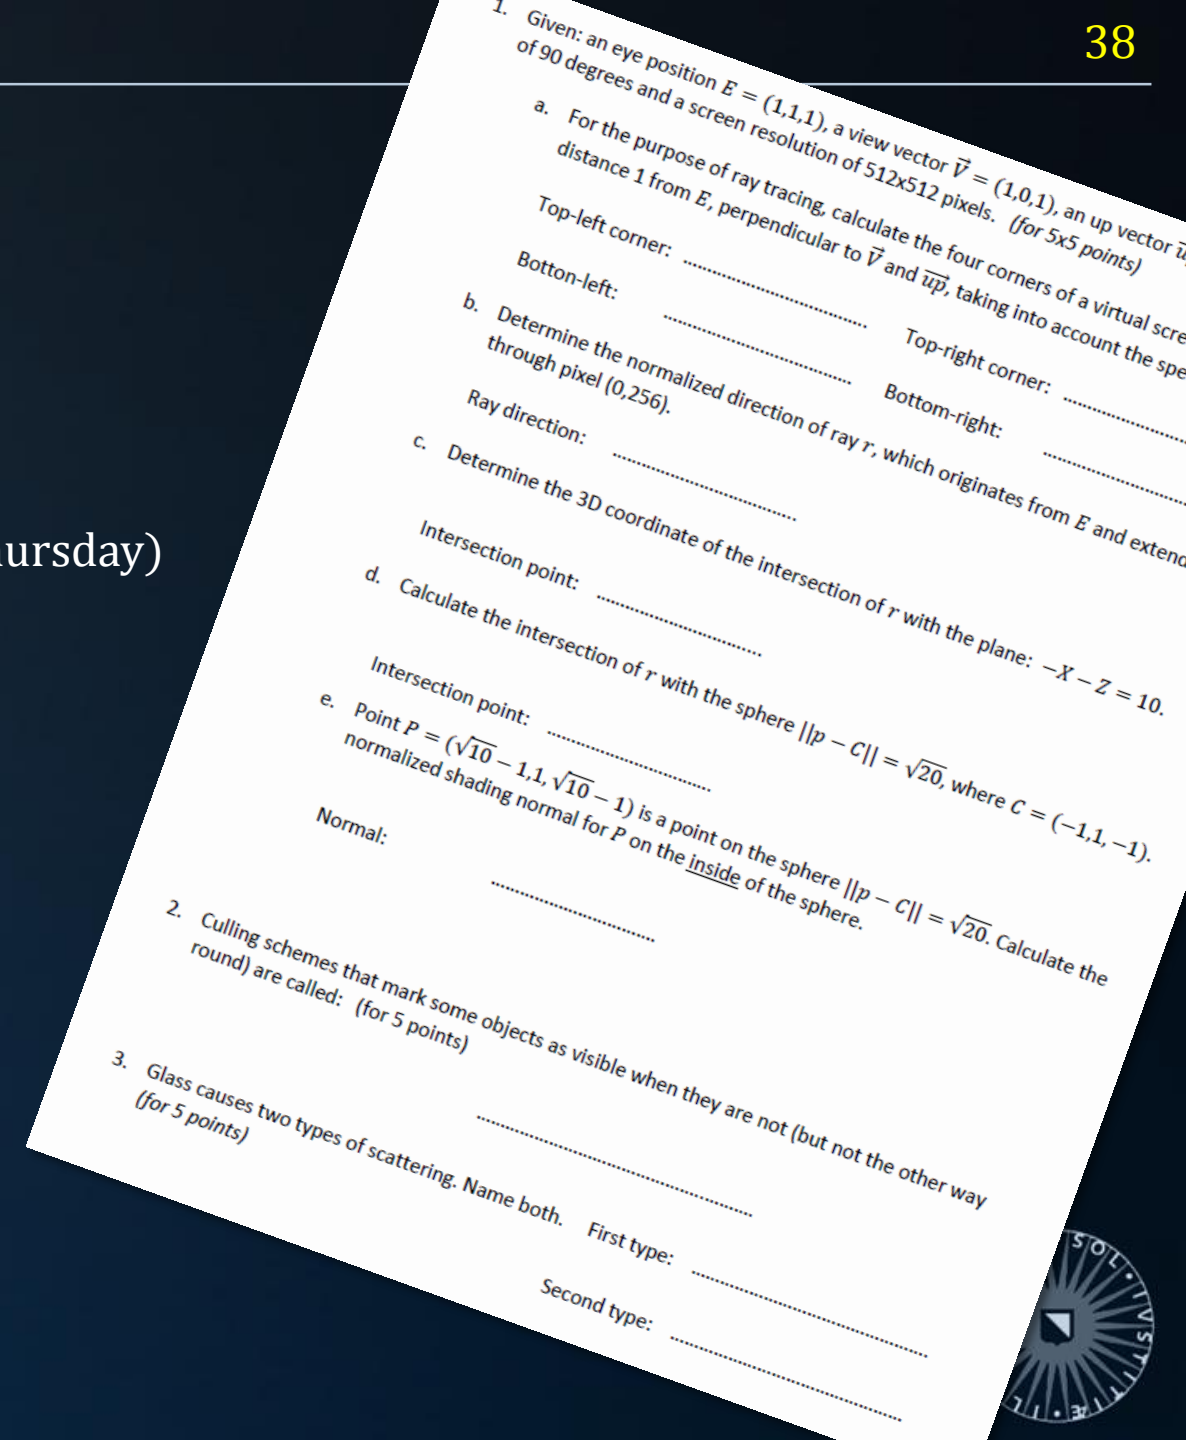 38
1. Given: an eye position E = (1,1,1), a view vector V⃗ = (1,0,1), an up vector
of 90 degrees and a screen resolution of 512x512 pixels. (for 5x5 points)
a. For the purpose of ray tracing, calculate the four corners of a virtual
distance 1 from E, perpendicular to V⃗ and up⃗, taking into account the
Top-left corner: ................................ Top-right corner: ................................
Botton-left: ................................ Bottom-right: ................................
b. Determine the normalized direction of ray r, which originates from E and
through pixel (0,256).
Ray direction: ................................
c. Determine the 3D coordinate of the intersection of r with the plane: −X − Z = 10.
Intersection point: ................................
d. Calculate the intersection of r with the sphere ||p − C|| = √20, where C = (−1,1, −1).
Intersection point: ................................
e. Point P = (√10 − 1,1, √10 − 1) is a point on the sphere ||p − C|| = √20. Calculate the
normalized shading normal for P on the inside of the sphere.
Normal: ................................
2. Culling schemes that mark some objects as visible when they are not (but not the other way
round) are called: (for 5 points)
................................................
3. Glass causes two types of scattering. Name both. First type: ........................................
(for 5 points)
Second type: ........................................
SOL IVSTITI